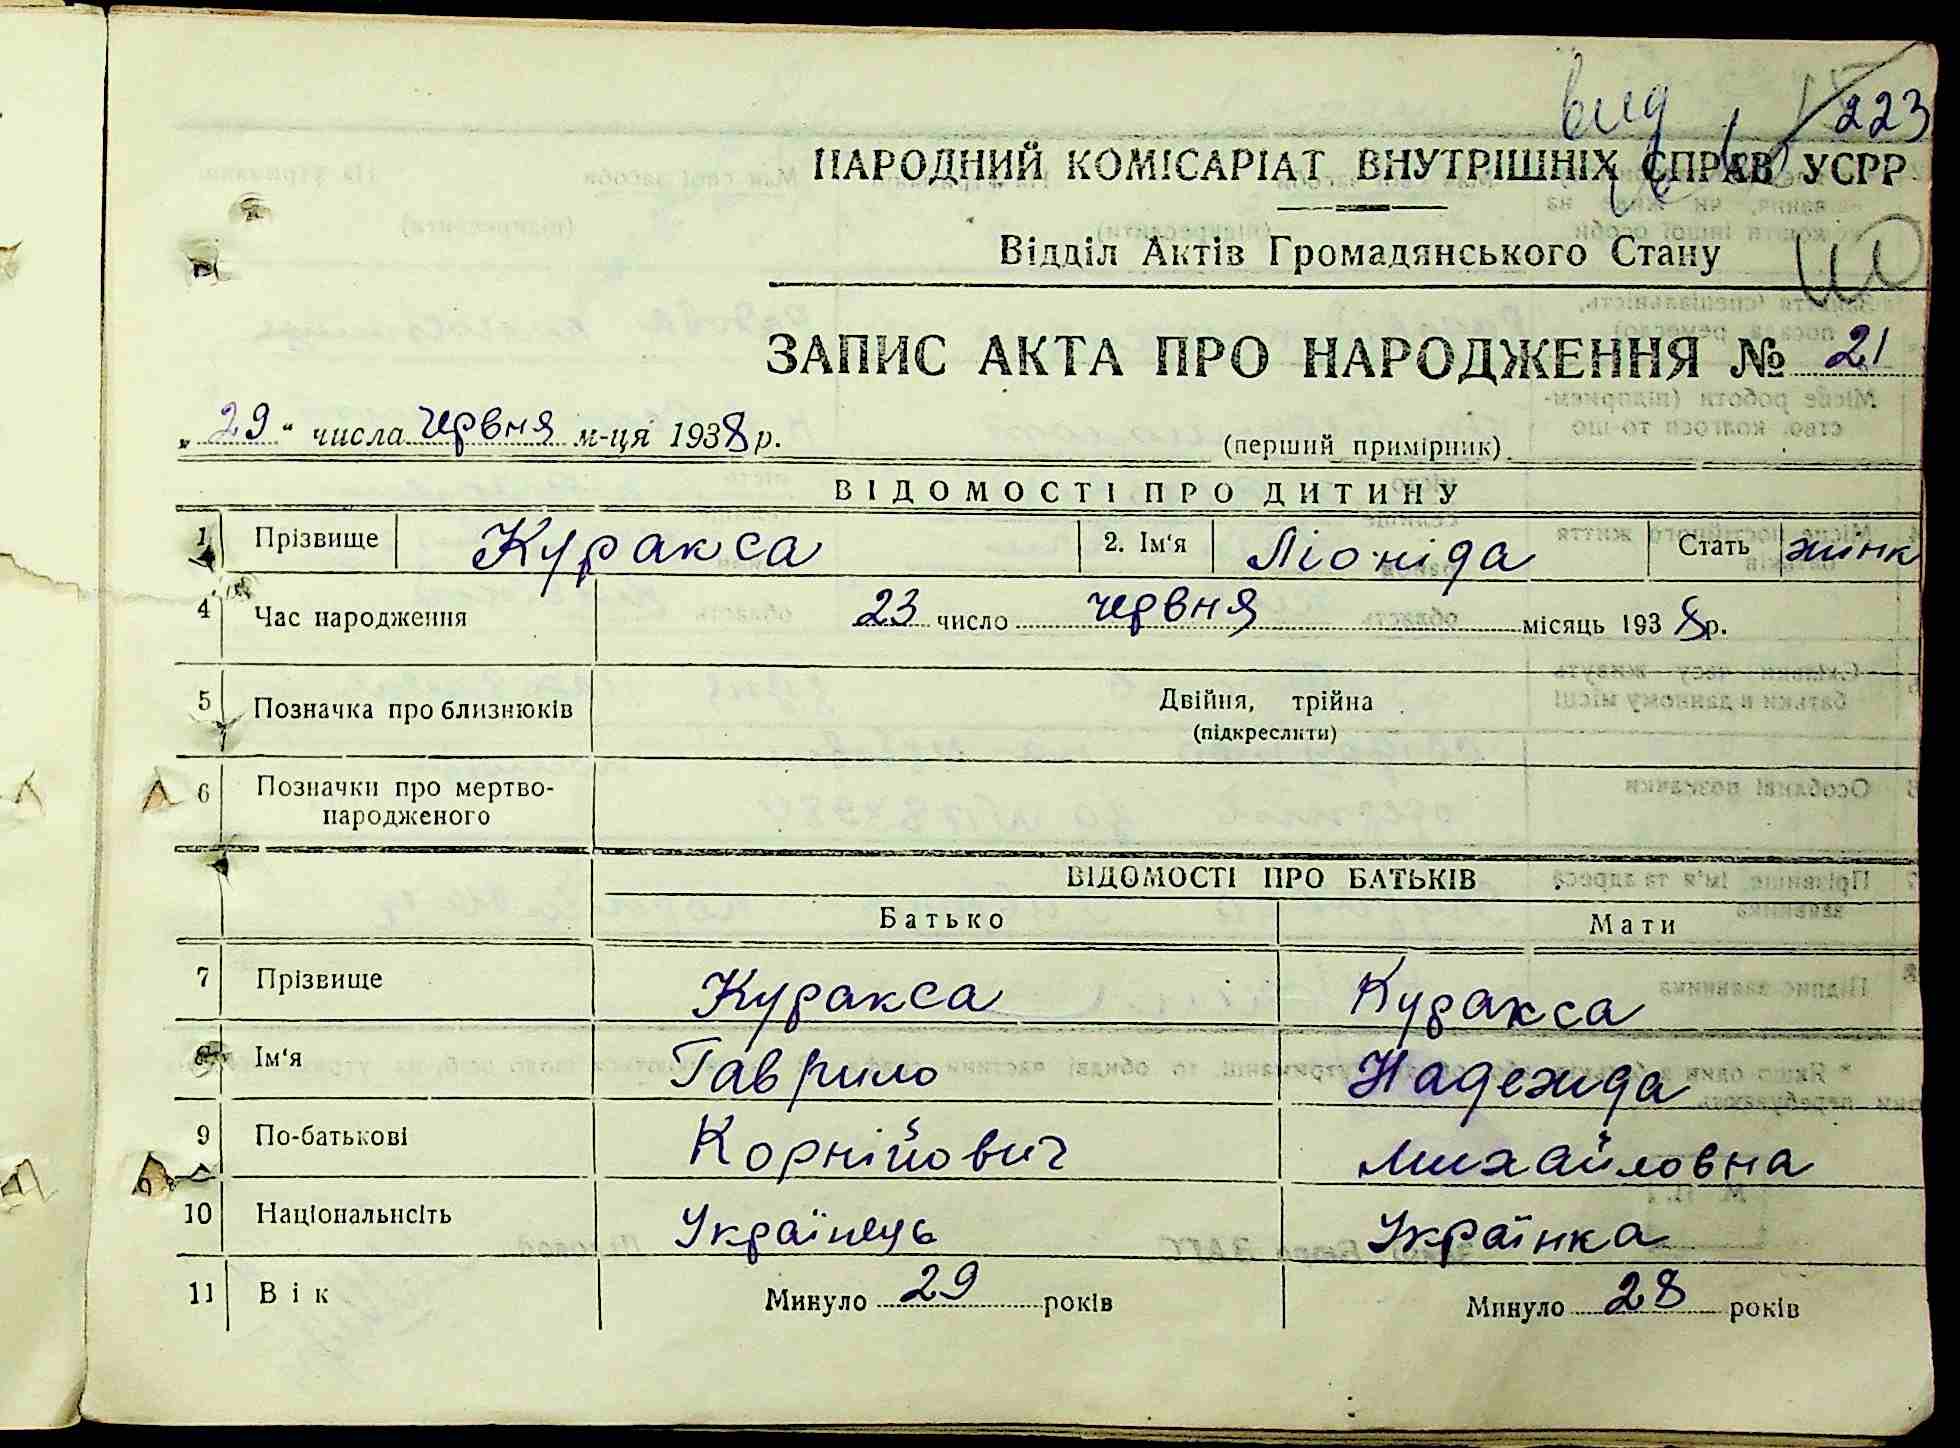 вид
223
НАРОДНИЙ КОМІСАРІАТ ВНУТРІШНІХ СПРАВ УСРР
Відділ Актів Громадянського Стану
ЗАПИС АКТА ПРО НАРОДЖЕННЯ № 21
„29“ числа червня м-ця 1938 р.
(перший примірник)
ВІДОМОСТІ ПРО ДИТИНУ
1 Прізвище Куракса 2. Ім'я Ліоніда Стать жінк
4 Час народження 23 число червня місяць 1938 р.
5 Позначка про близнюків Двійня, трійна
(підкреслити)
6 Позначки про мертво-
народженого
ВІДОМОСТІ ПРО БАТЬКІВ
Батько Мати
7 Прізвище Куракса Куракса
8 Ім'я Гаврило Надежда
9 По-батькові Корнійович Михайловна
10 Національнсіть Українець Українка
11 Вік Минуло 29 років Минуло 28 років